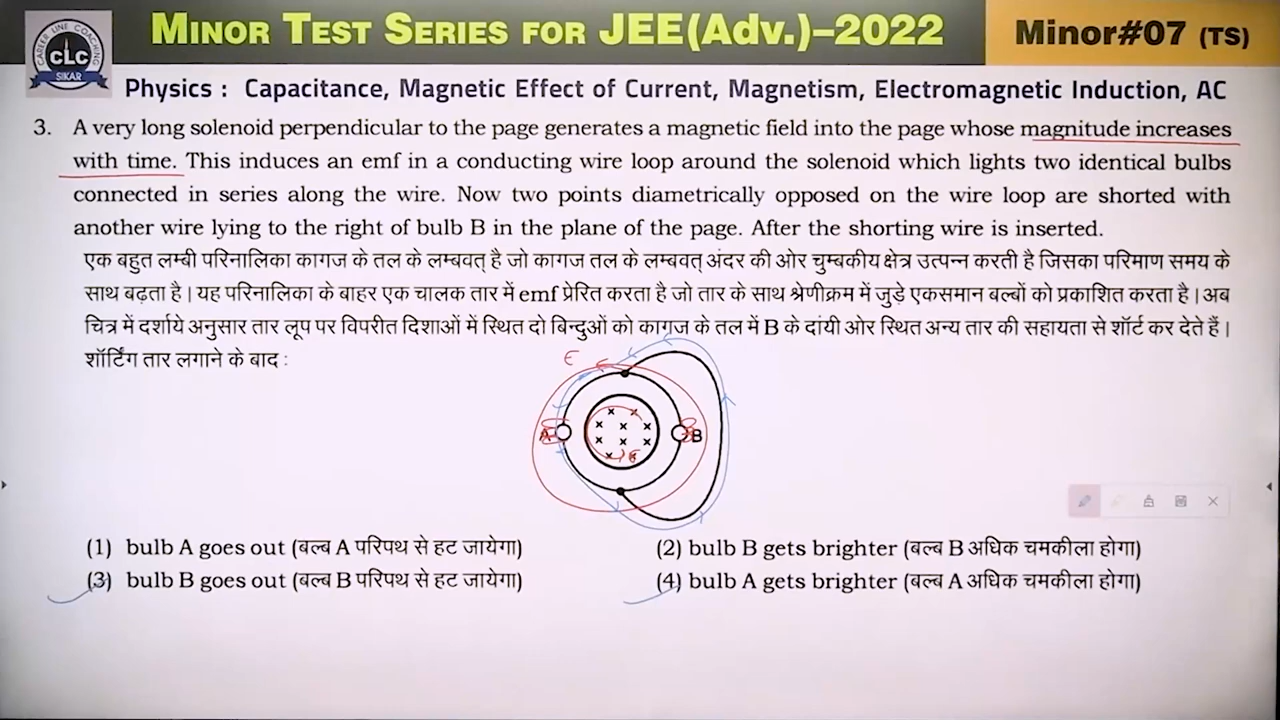 MINOR TEST SERIES FOR JEE(Adv.)–2022
Minor#07 (TS)
CAREER LINE COACHING
CLC
SIKAR
Physics : Capacitance, Magnetic Effect of Current, Magnetism, Electromagnetic Induction, AC
3. A very long solenoid perpendicular to the page generates a magnetic field into the page whose magnitude increases
with time. This induces an emf in a conducting wire loop around the solenoid which lights two identical bulbs
connected in series along the wire. Now two points diametrically opposed on the wire loop are shorted with
another wire lying to the right of bulb B in the plane of the page. After the shorting wire is inserted.
एक बहुत लम्बी परिनालिका कागज के तल के लम्बवत् है जो कागज तल के लम्बवत् अंदर की ओर चुम्बकीय क्षेत्र उत्पन्न करती है जिसका परिमाण समय के
साथ बढ़ता है। यह परिनालिका के बाहर एक चालक तार में emf प्रेरित करता है जो तार के साथ श्रेणीक्रम में जुड़े एकसमान बल्बों को प्रकाशित करता है। अब
चित्र में दर्शाये अनुसार तार लूप पर विपरीत दिशाओं में स्थित दो बिन्दुओं को कागज के तल में B के दांयी ओर स्थित अन्य तार की सहायता से शॉर्ट कर देते हैं।
शॉर्टिंग तार लगाने के बाद :
E
A
B
E
(1) bulb A goes out (बल्ब A परिपथ से हट जायेगा)
(2) bulb B gets brighter (बल्ब B अधिक चमकीला होगा)
(3) bulb B goes out (बल्ब B परिपथ से हट जायेगा)
(4) bulb A gets brighter (बल्ब A अधिक चमकीला होगा)